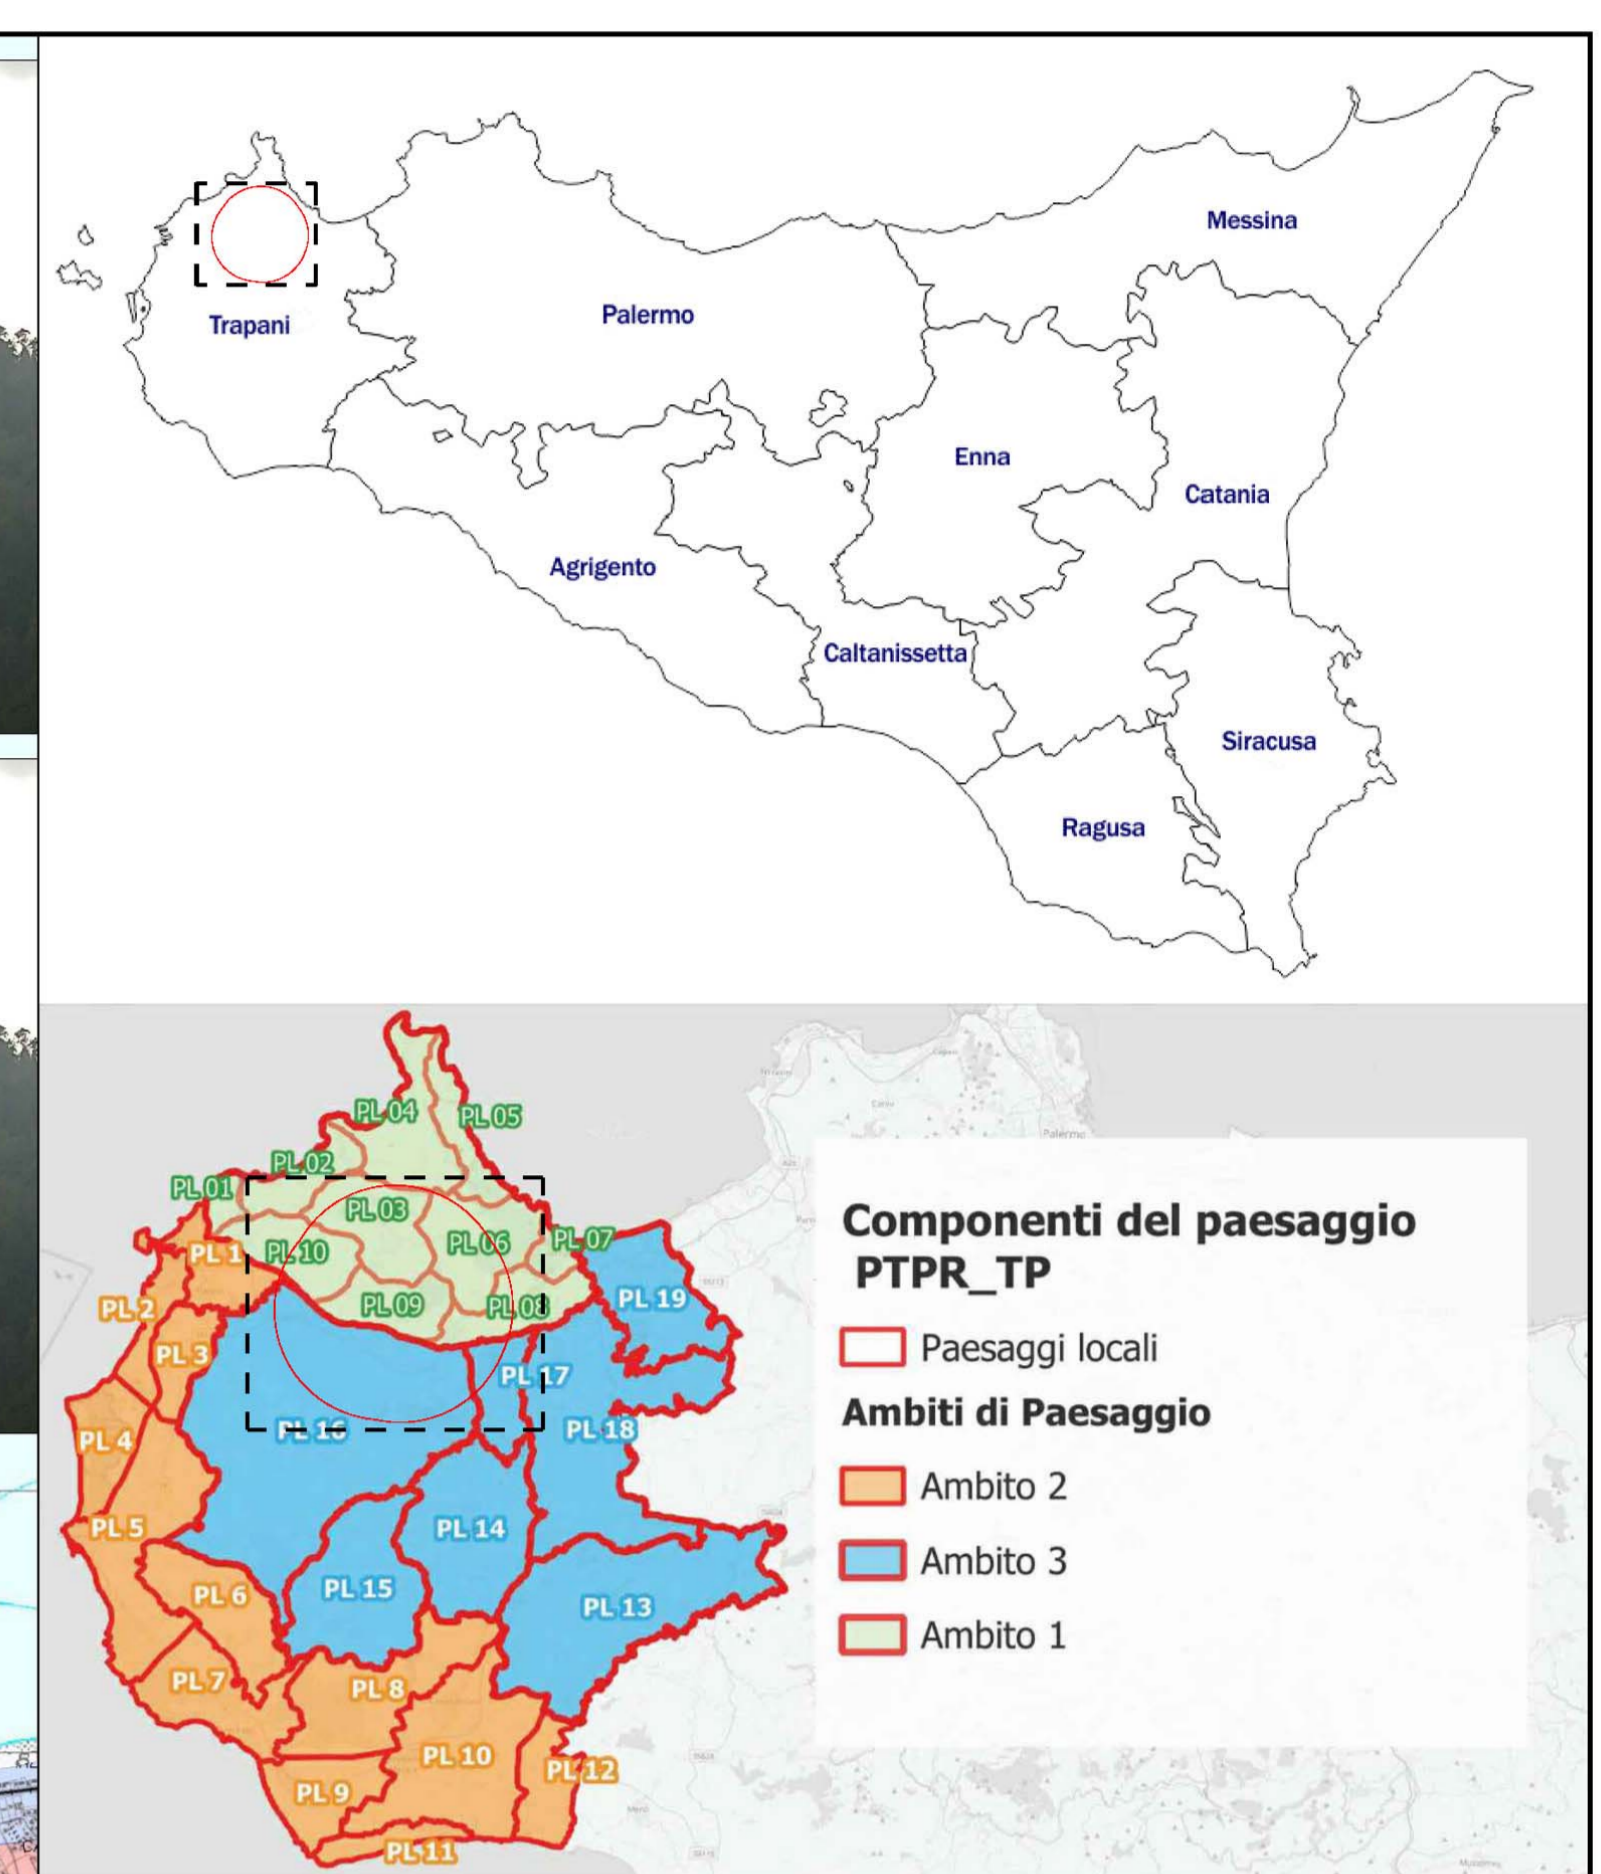 Messina
Palermo
Trapani
Enna
Catania
Agrigento
Caltanissetta
Siracusa
Ragusa
PL 04
PL 05
PL 02
PL 01
PL 03
PL 10
PL 06
PL 07
PL 1
PL 09
PL 08
PL 19
PL 2
PL 3
PL 17
PL 16
PL 18
PL 4
PL 5
PL 14
PL 15
PL 6
PL 13
PL 7
PL 8
PL 10
PL 12
PL 9
PL 11
Palermo
Componenti del paesaggio
PTPR_TP
Paesaggi locali
Ambiti di Paesaggio
Ambito 2
Ambito 3
Ambito 1